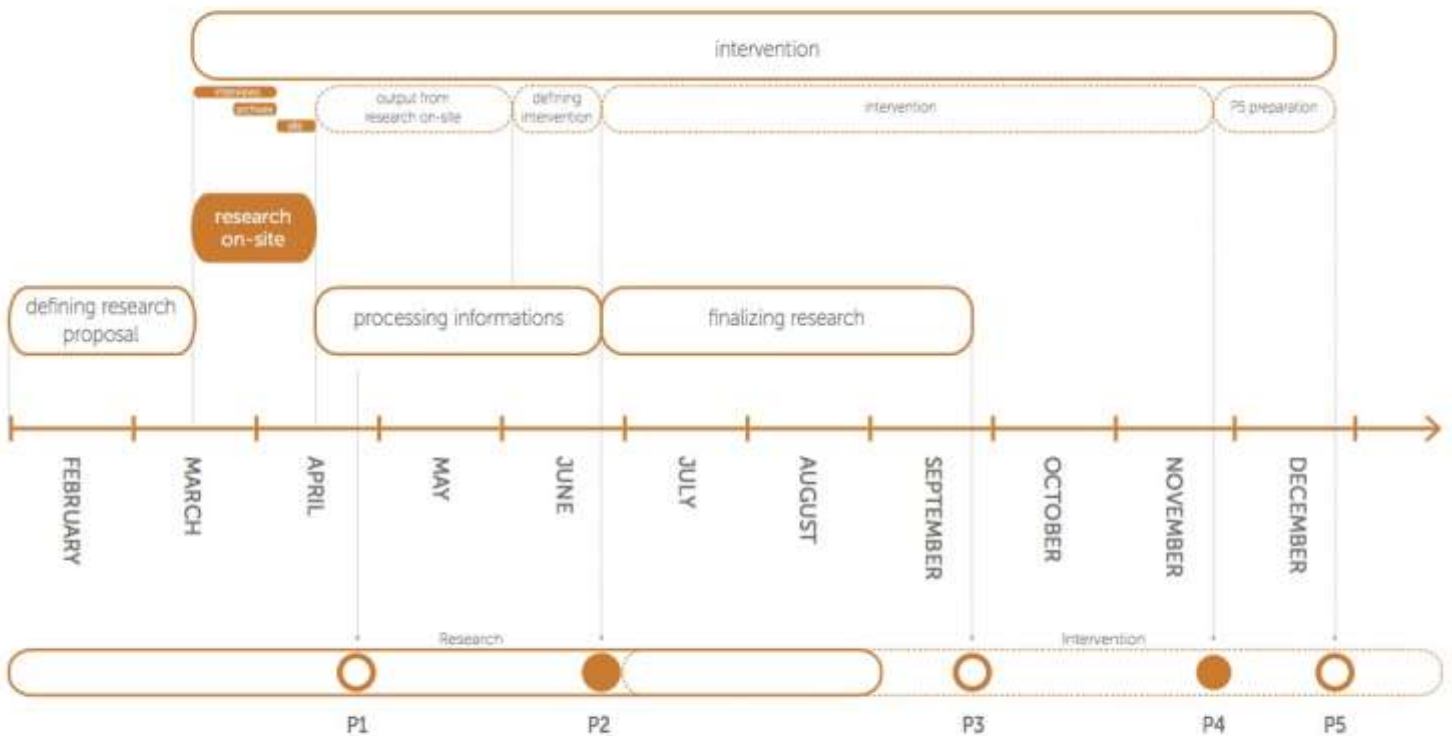 intervention
interviews
archives
site
output from
research on-site
defining
intervention
intervention
P5 preparation
research
on-site
defining research
proposal
processing informations
finalizing research
FEBRUARY
MARCH
APRIL
MAY
JUNE
JULY
AUGUST
SEPTEMBER
OCTOBER
NOVEMBER
DECEMBER
Research
Intervention
P1
P2
P3
P4
P5